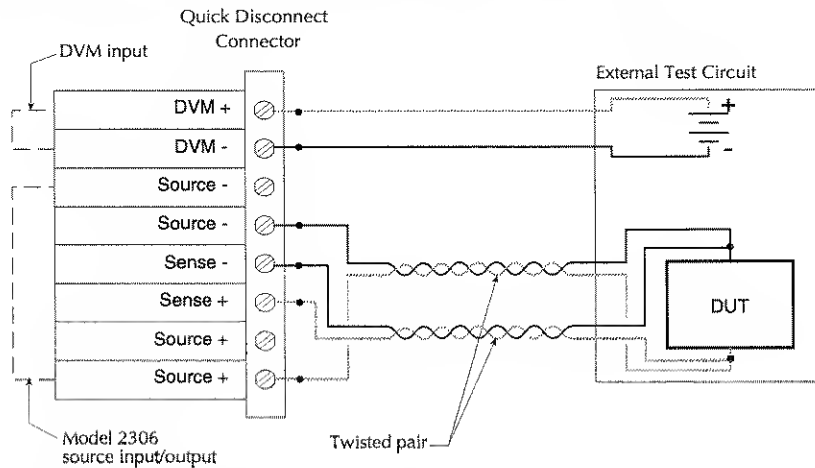 Quick Disconnect
Connector
DVM input
External Test Circuit
DVM +
DVM -
Source -
Source -
Sense -
Sense +
Source +
Source +
+
-
DUT
Model 2306
source input/output
Twisted pair